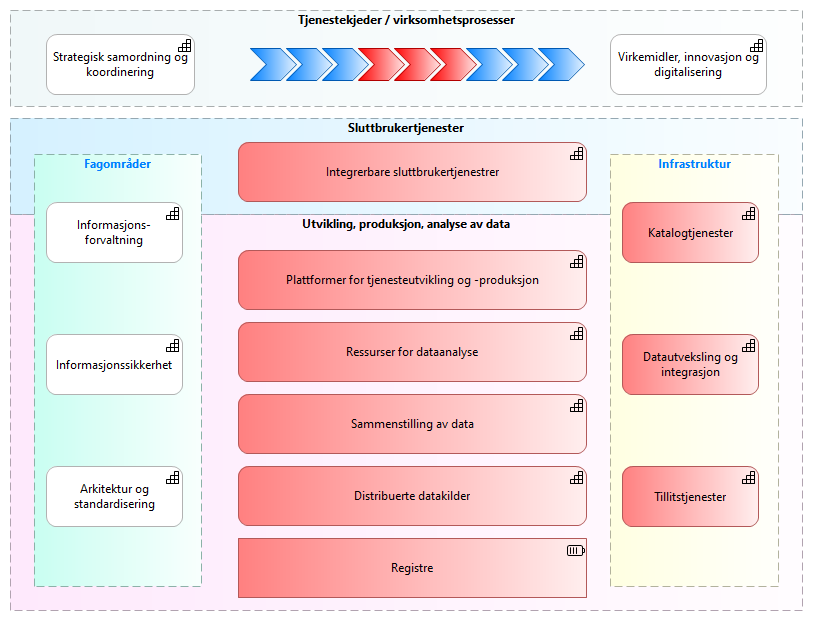 Tjenestekjeder / virksomhetsprosesser
Strategisk samordning og
koordinering
Virkemidler, innovasjon og
digitalisering
Sluttbrukertjenester
Fagområder
Infrastruktur
Integrerbare sluttbrukertjenestrer
Utvikling, produksjon, analyse av data
Informasjons-
forvaltning
Katalogtjenester
Plattformer for tjenesteutvikling og -produksjon
Informasjonssikkerhet
Ressurser for dataanalyse
Datautveksling og
integrasjon
Sammenstilling av data
Arkitektur og
standardisering
Distribuerte datakilder
Tillitstjenester
Registre